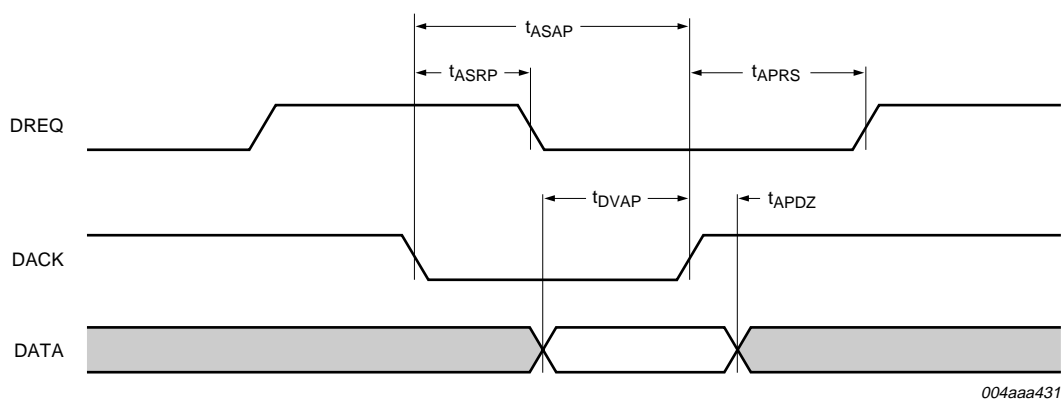 tASAP
tASRP
tAPRS
DREQ
tDVAP
tAPDZ
DACK
DATA
004aaa431